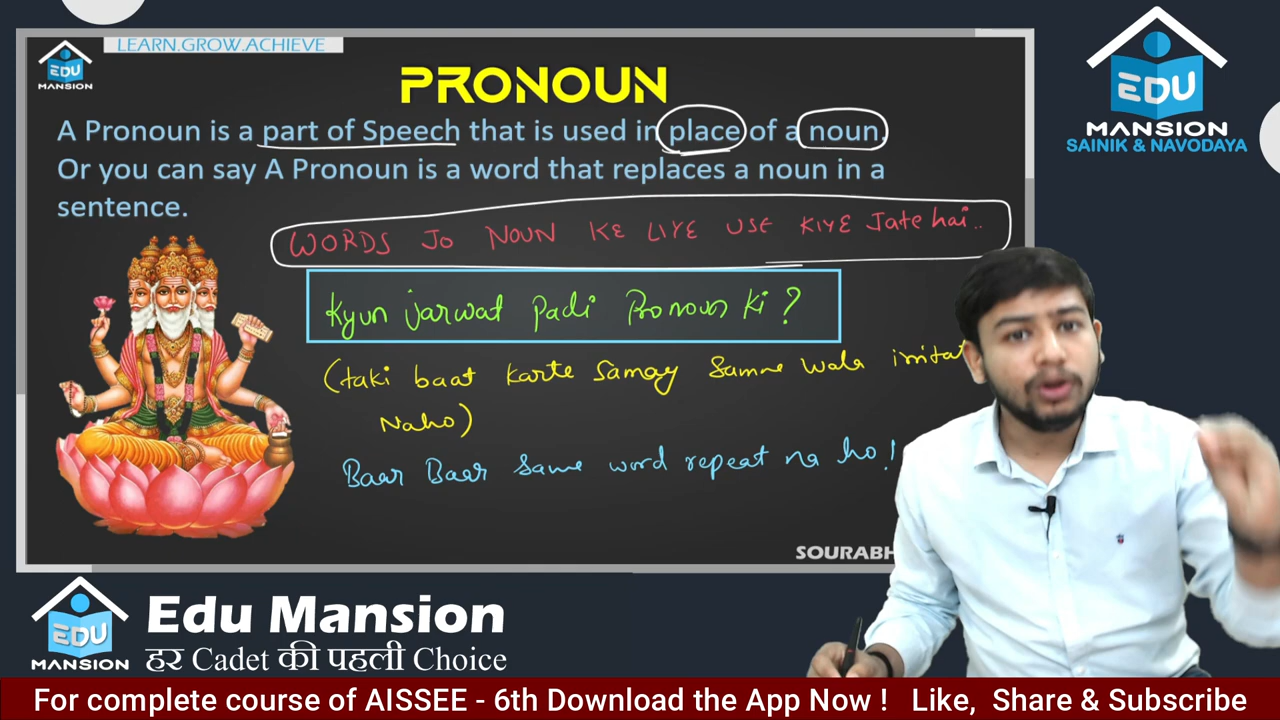 LEARN.GROW.ACHIEVE
EDU
MANSION
PRONOUN
A Pronoun is a part of Speech that is used in place of a noun.
Or you can say A Pronoun is a word that replaces a noun in a
sentence.
WORDS JO NOUN KE LIYE USE KIYE Jate hai..
Kyun jarwat Padi Pronoun Ki ?
(taki baat karte Samay Samne wala
Naho)
Baar Baar Same word repeat na ho.!
SOURABH
EDU
MANSION
SAINIK & NAVODAYA
EDU
MANSION
Edu Mansion
हर Cadet की पहली Choice
For complete course of AISSEE - 6th Download the App Now ! Like, Share & Subscribe